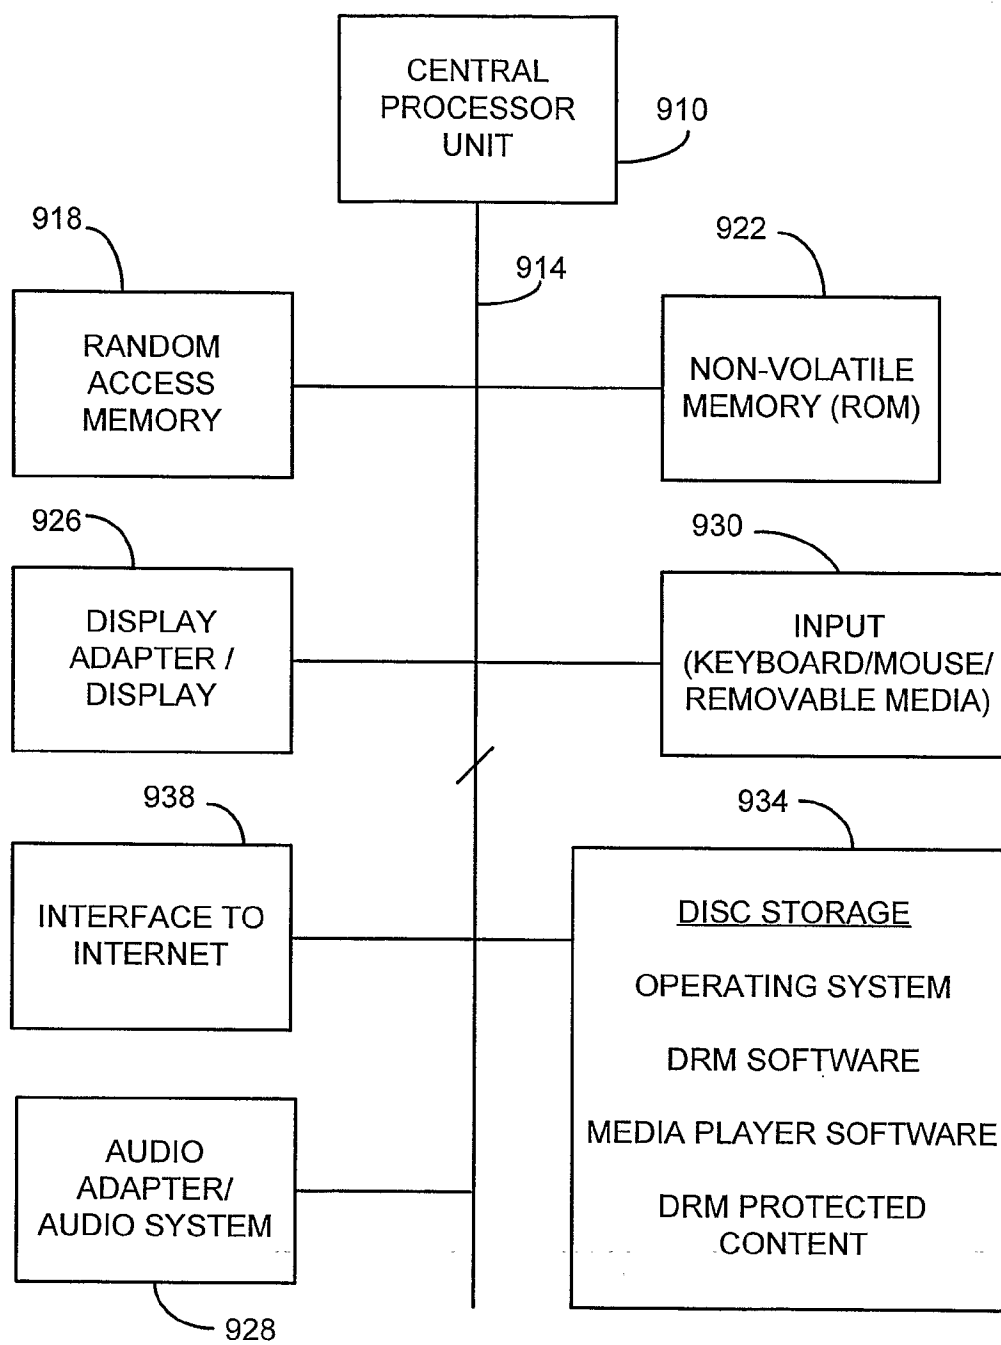 CENTRAL
PROCESSOR
UNIT
910
918
914
922
RANDOM
ACCESS
MEMORY
NON-VOLATILE
MEMORY (ROM)
926
930
DISPLAY
ADAPTER /
DISPLAY
INPUT
(KEYBOARD/MOUSE/
REMOVABLE MEDIA)
938
934
INTERFACE TO
INTERNET
DISC STORAGE
OPERATING SYSTEM
DRM SOFTWARE
MEDIA PLAYER SOFTWARE
DRM PROTECTED
CONTENT
AUDIO
ADAPTER/
AUDIO SYSTEM
928